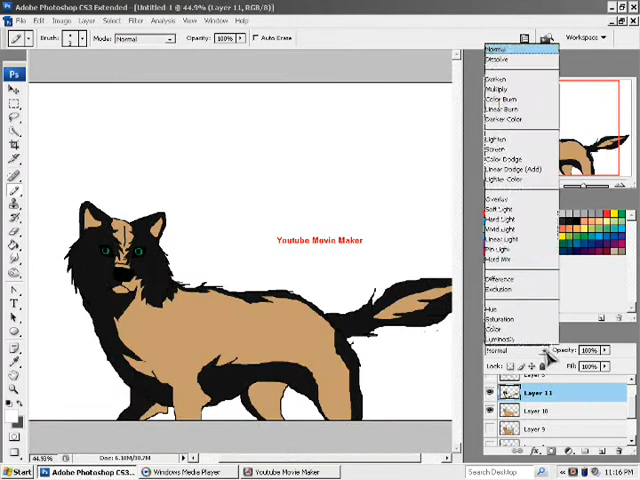 Adobe Photoshop CS3 Extended - [Untitled-1 @ 44.9% (Layer 11, RGB/8)]
File Edit Image Layer Select Filter Analysis View Window Help
Brush: Mode: Normal Opacity: 100% Auto Erase Workspace
Ps
Normal
Dissolve
Darken
Multiply
Color Burn
Linear Burn
Darker Color
Lighten
Screen
Color Dodge
Linear Dodge (Add)
Lighter Color
Overlay
Soft Light
Hard Light
Vivid Light
Linear Light
Pin Light
Hard Mix
Difference
Exclusion
Hue
Saturation
Color
Luminosity
Youtube Movin Maker
Normal Opacity: 100%
Lock: Fill: 100%
Layer 11
Layer 10
Layer 9
44.93%
Start Adobe Photoshop CS3... Windows Media Player Youtube Movie Maker Search Desktop 11:16 PM